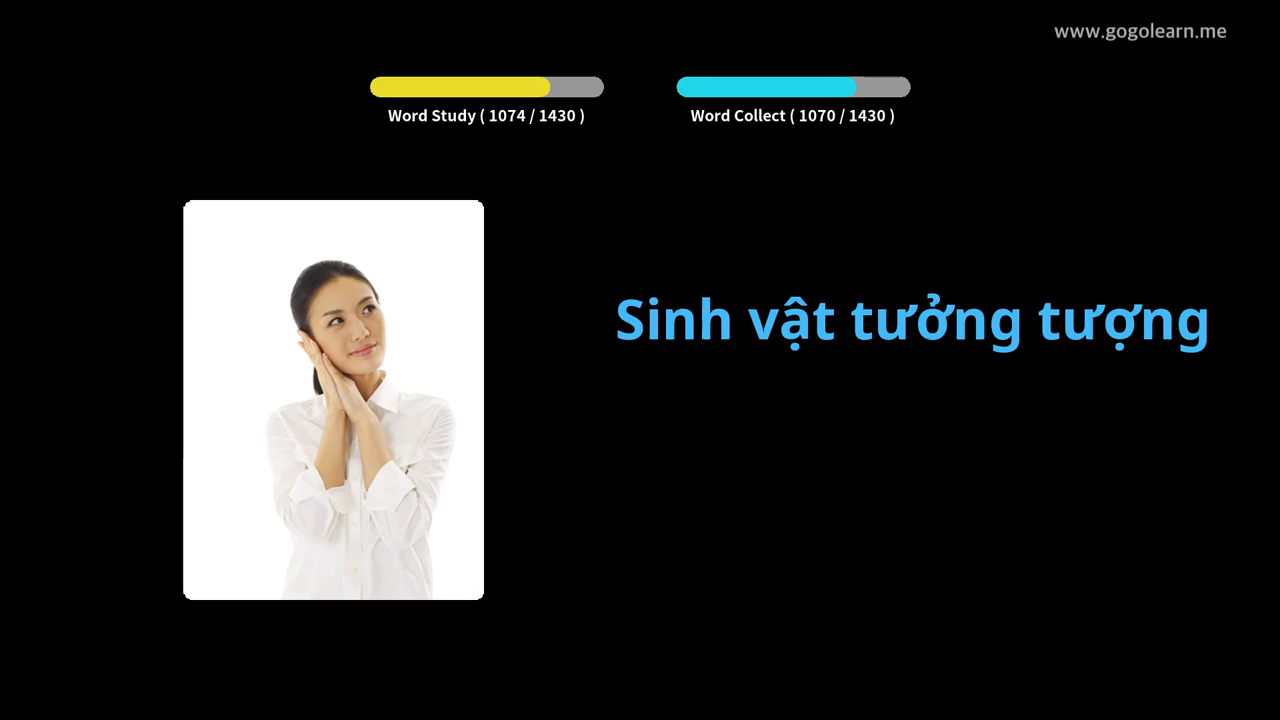 www.gogolearn.me
Word Study ( 1074 / 1430 )
Word Collect ( 1070 / 1430 )
Sinh vật tưởng tượng